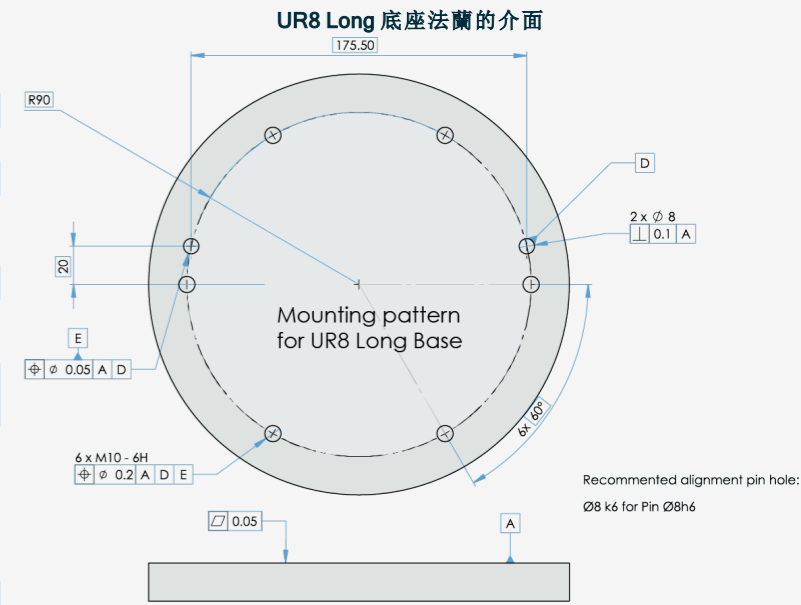 UR8 Long 底座法蘭的介面
175.50
R90
D
2 x ∅ 8
⟂ 0.1 A
20
Mounting pattern
for UR8 Long Base
E
⌖ ∅ 0.05 A D
6x 60°
6 x M10 - 6H
⌖ ∅ 0.2 A D E
Recommented alignment pin hole:
Ø8 k6 for Pin Ø8h6
⏥ 0.05
A